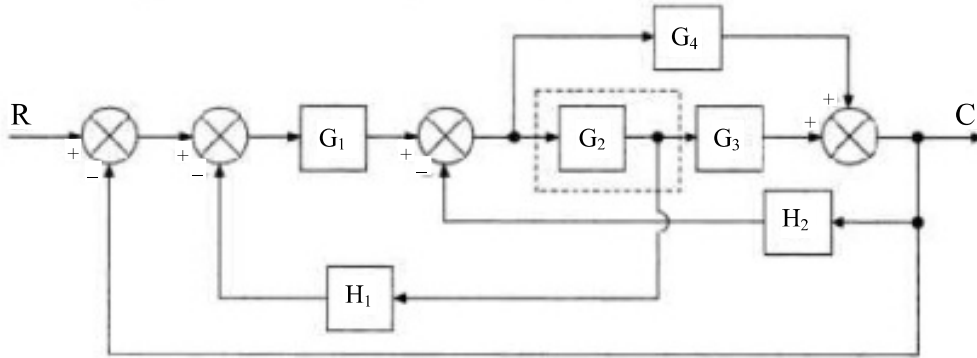 G₄
R
C
+ + G₁ + G₂ G₃ + +
− − −
H₂
H₁